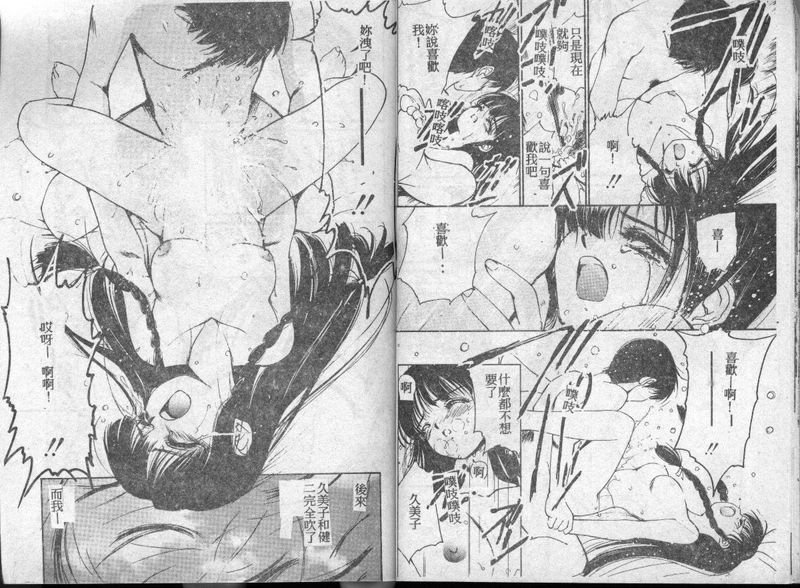 噗吱
啊!
!!
只是現在
就夠
噗吱噗吱
說一句喜
歡我吧
喀吱
妳說喜歡
我!
喀吱喀吱
喜—
喜歡—‥
喜歡—啊!—
!!
噗吱
什麼都不想
要了
啊
啊
噗吱噗吱
久美子
妳洩了吧!
!!
哎呀— 啊啊!
!!
後來
久美子和健
二完全吹了
而我—